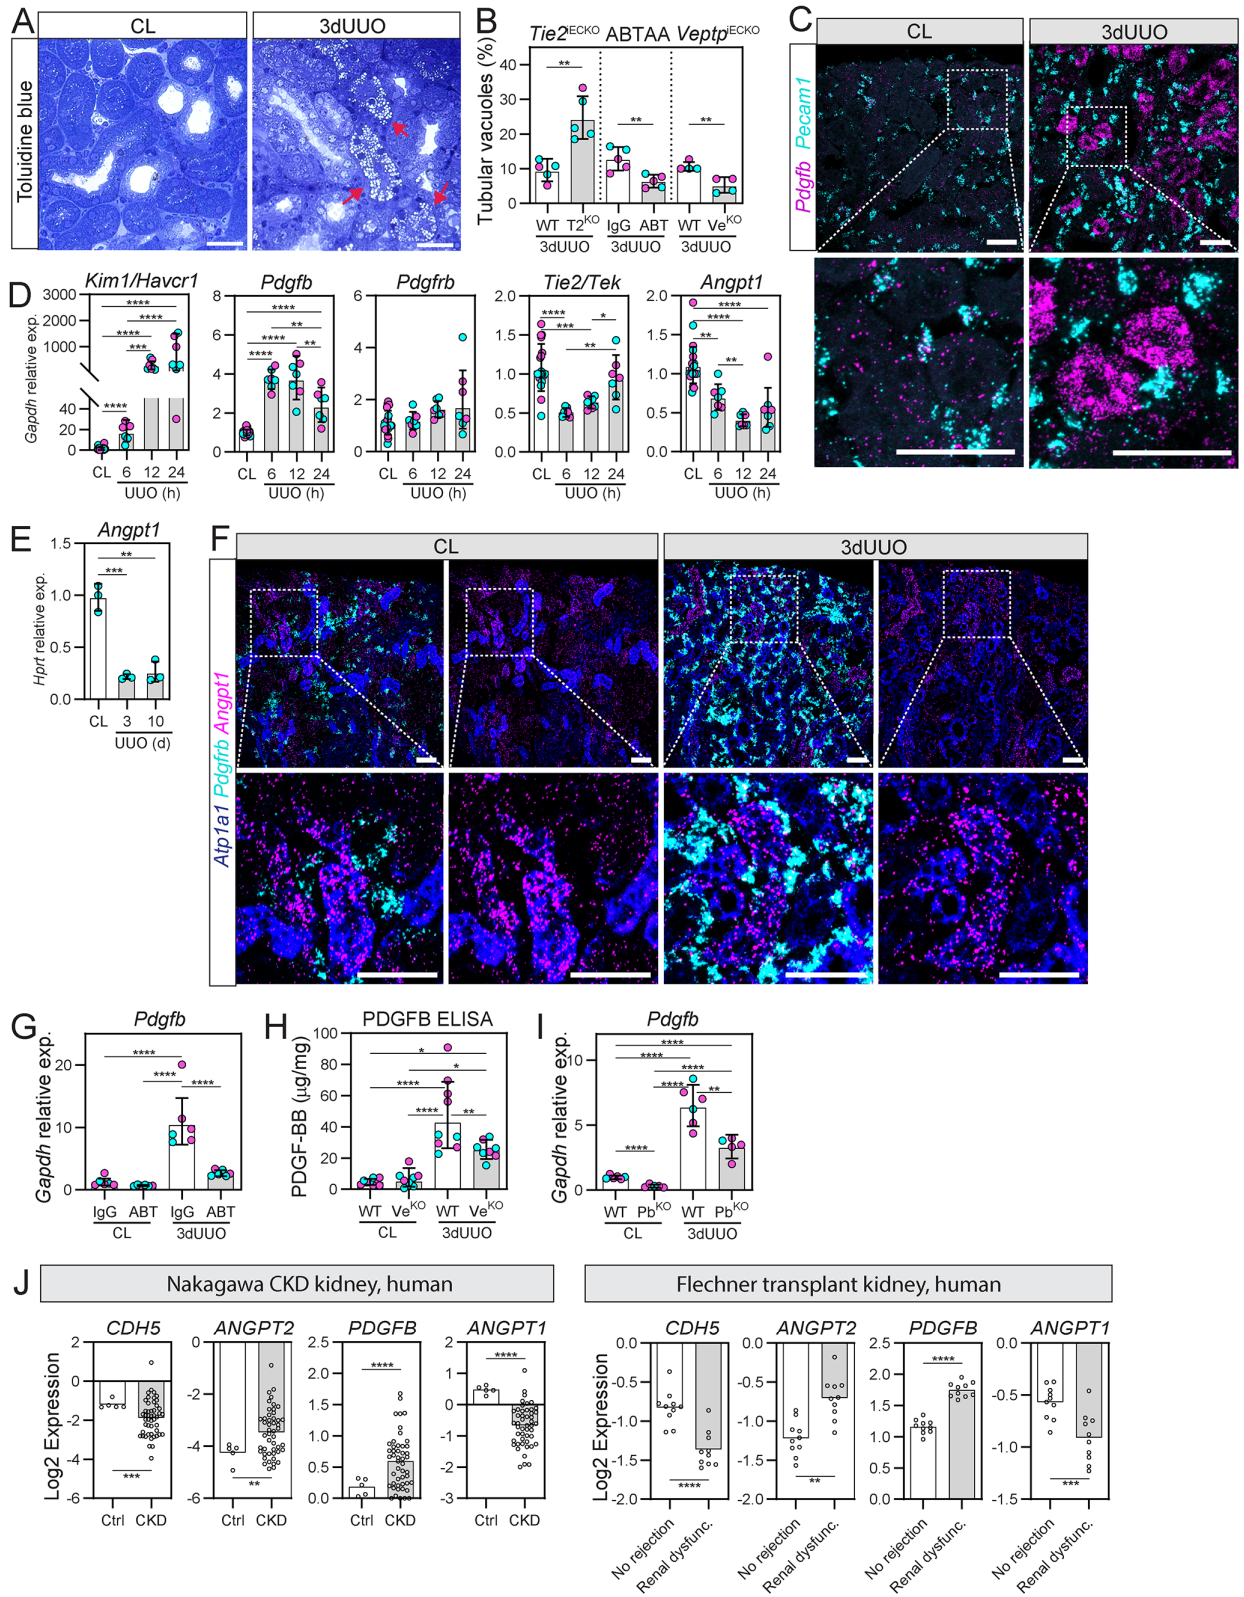 A
CL
3dUUO
Toluidine blue
B
Tie2iECKO ABTAA VeptpiECKO
Tubular vacuoles (%)
40
30
20
10
0
**
**
**
WT T2KO IgG ABT WT VeKO
3dUUO 3dUUO 3dUUO
C
CL
3dUUO
Pdgfb Pecam1
D
Kim1/Havcr1
Gapdh relative exp.
3000
2000
1000
40
20
0
****
****
****
***
****
CL 6 12 24
UUO (h)
Pdgfb
8
6
4
2
0
****
**
****
**
****
CL 6 12 24
UUO (h)
Pdgfrb
6
4
2
0
CL 6 12 24
UUO (h)
Tie2/Tek
2.0
1.5
1.0
0.5
0.0
****
*
***
**
CL 6 12 24
UUO (h)
Angpt1
2.0
1.5
1.0
0.5
0.0
****
****
**
**
CL 6 12 24
UUO (h)
E
Angpt1
Hprt relative exp.
1.5
1.0
0.5
0.0
**
***
CL 3 10
UUO (d)
F
CL
3dUUO
Atp1a1 Pdgfrb Angpt1
G
Pdgfb
Gapdh relative exp.
20
10
0
****
****
****
IgG ABT IgG ABT
CL 3dUUO
H
PDGFB ELISA
PDGF-BB (µg/mg)
100
80
60
40
20
0
*
*
****
****
**
WT VeKO WT VeKO
CL 3dUUO
I
Pdgfb
Gapdh relative exp.
10
5
0
****
****
****
****
**
****
WT PbKO WT PbKO
CL 3dUUO
J
Nakagawa CKD kidney, human
Log2 Expression
CDH5
2
0
-2
-4
-6
***
Ctrl CKD
ANGPT2
0
-2
-4
-6
**
Ctrl CKD
PDGFB
2.5
2.0
1.5
1.0
0.5
0.0
****
Ctrl CKD
ANGPT1
2
1
0
-1
-2
-3
****
Ctrl CKD
Flechner transplant kidney, human
Log2 Expression
CDH5
0.0
-0.5
-1.0
-1.5
-2.0
****
No rejection
Renal dysfunc.
ANGPT2
0.0
-0.5
-1.0
-1.5
-2.0
**
No rejection
Renal dysfunc.
PDGFB
2.5
2.0
1.5
1.0
0.5
0.0
****
No rejection
Renal dysfunc.
ANGPT1
0.0
-0.5
-1.0
-1.5
***
No rejection
Renal dysfunc.